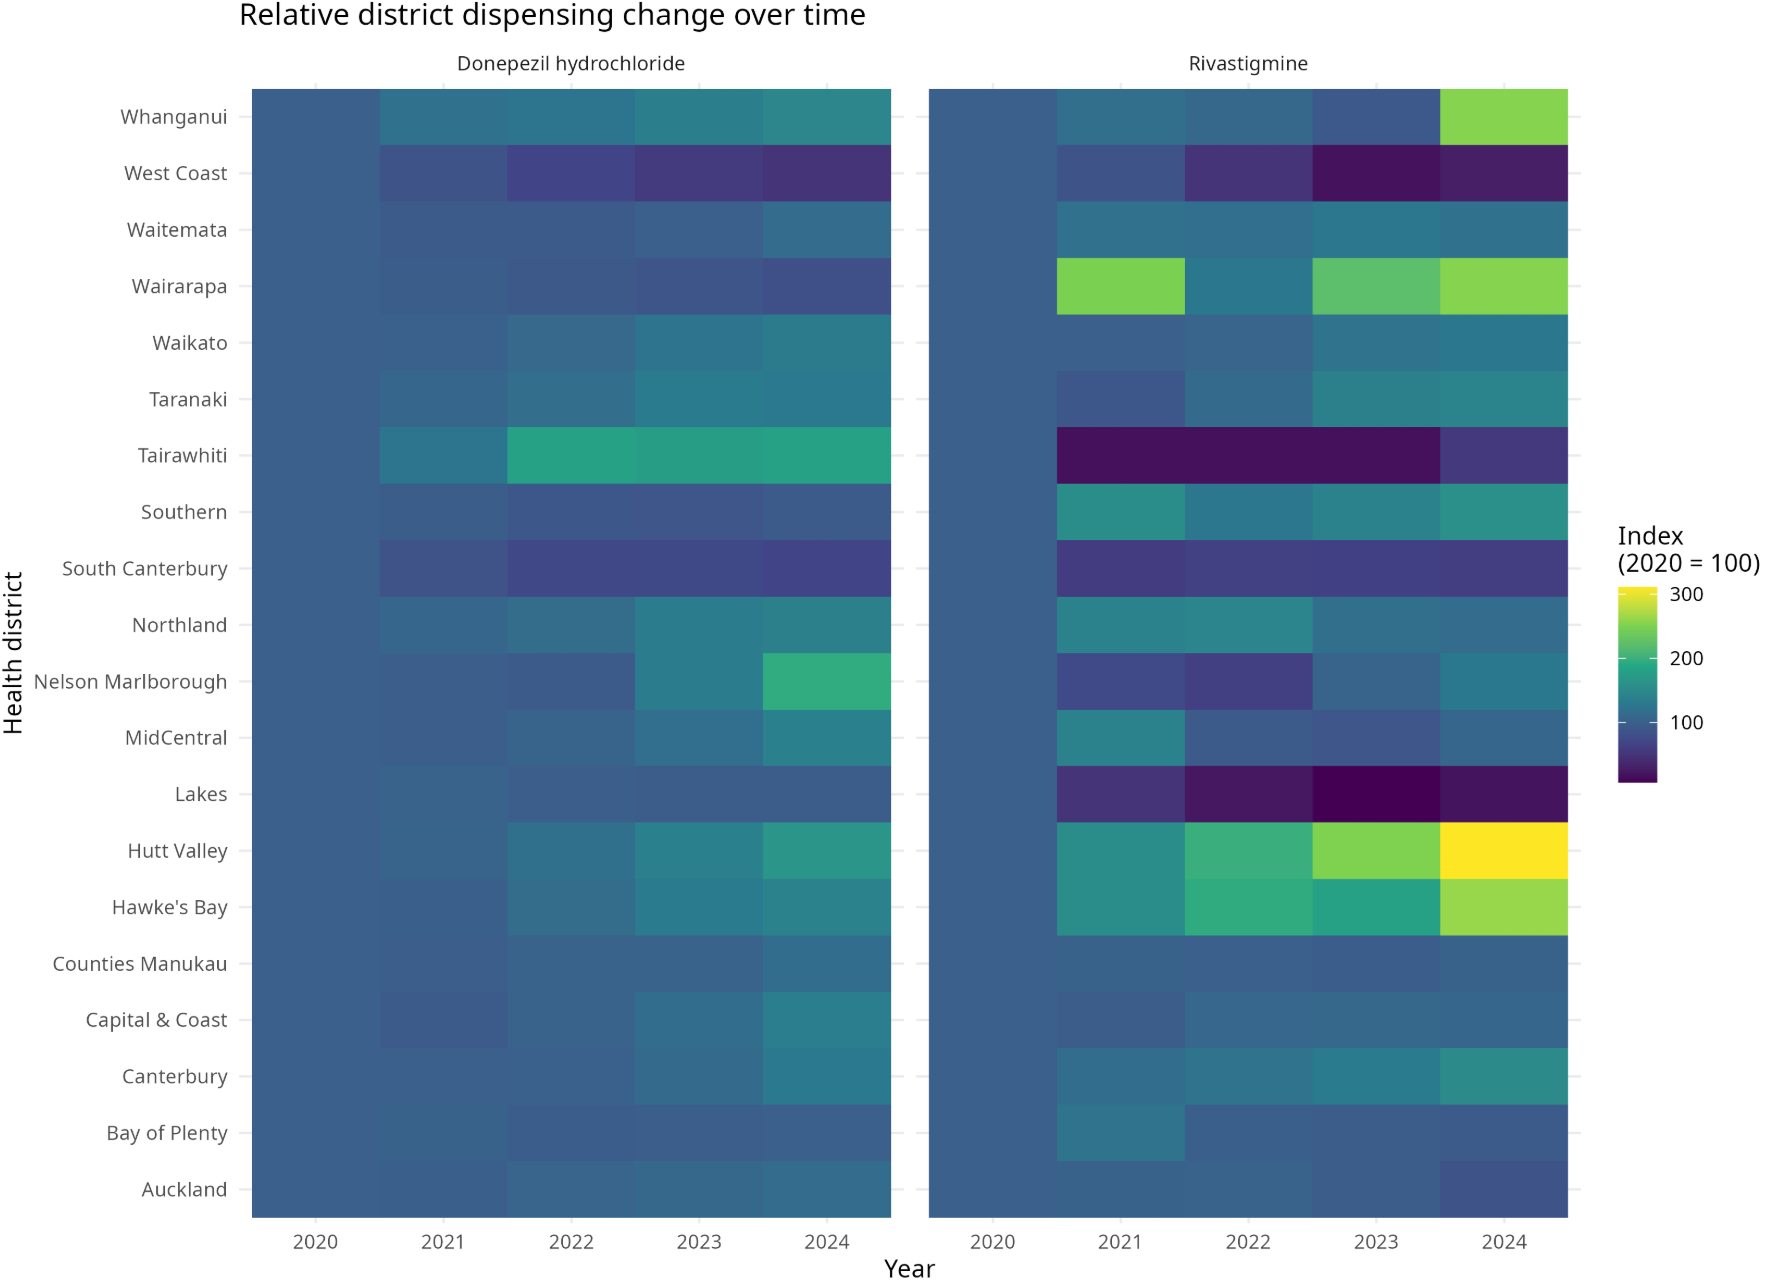 Relative district dispensing change over time
Donepezil hydrochloride
Rivastigmine
Health district
Whanganui
West Coast
Waitemata
Wairarapa
Waikato
Taranaki
Tairawhiti
Southern
South Canterbury
Northland
Nelson Marlborough
MidCentral
Lakes
Hutt Valley
Hawke's Bay
Counties Manukau
Capital & Coast
Canterbury
Bay of Plenty
Auckland
2020 2021 2022 2023 2024
2020 2021 2022 2023 2024
Year
Index
(2020 = 100)
300
200
100